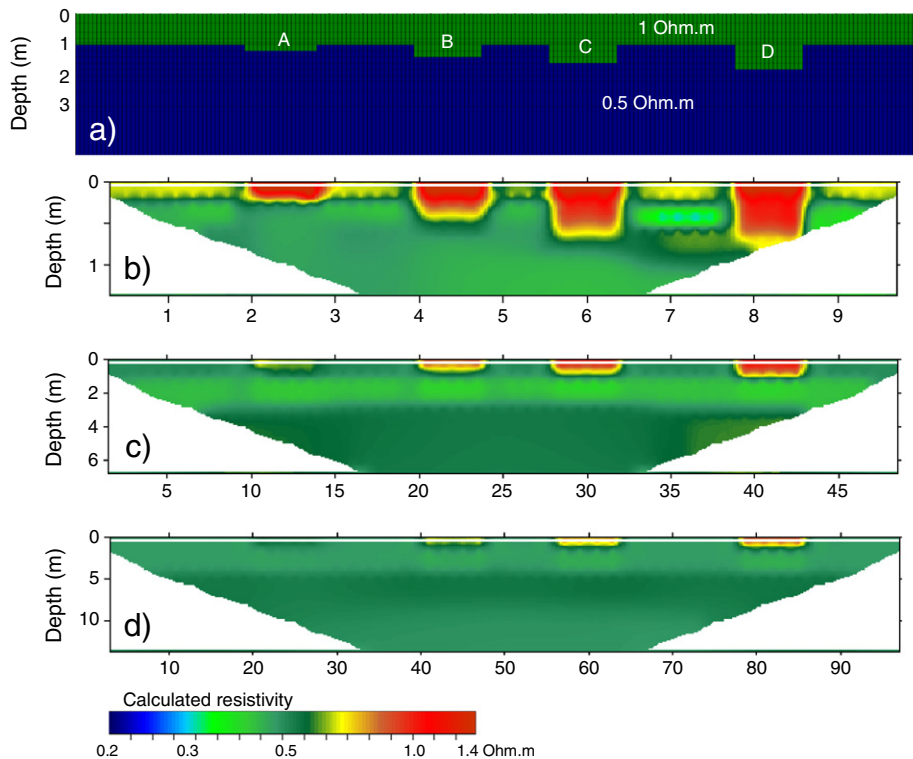 Depth (m)
0
1
2
3
A
B
C
D
1 Ohm.m
0.5 Ohm.m
a)
Depth (m)
0
1
b)
1 2 3 4 5 6 7 8 9
Depth (m)
0
2
4
6
c)
5 10 15 20 25 30 35 40 45
Depth (m)
0
5
10
d)
10 20 30 40 50 60 70 80 90
Calculated resistivity
0.2 0.3 0.5 1.0 1.4 Ohm.m